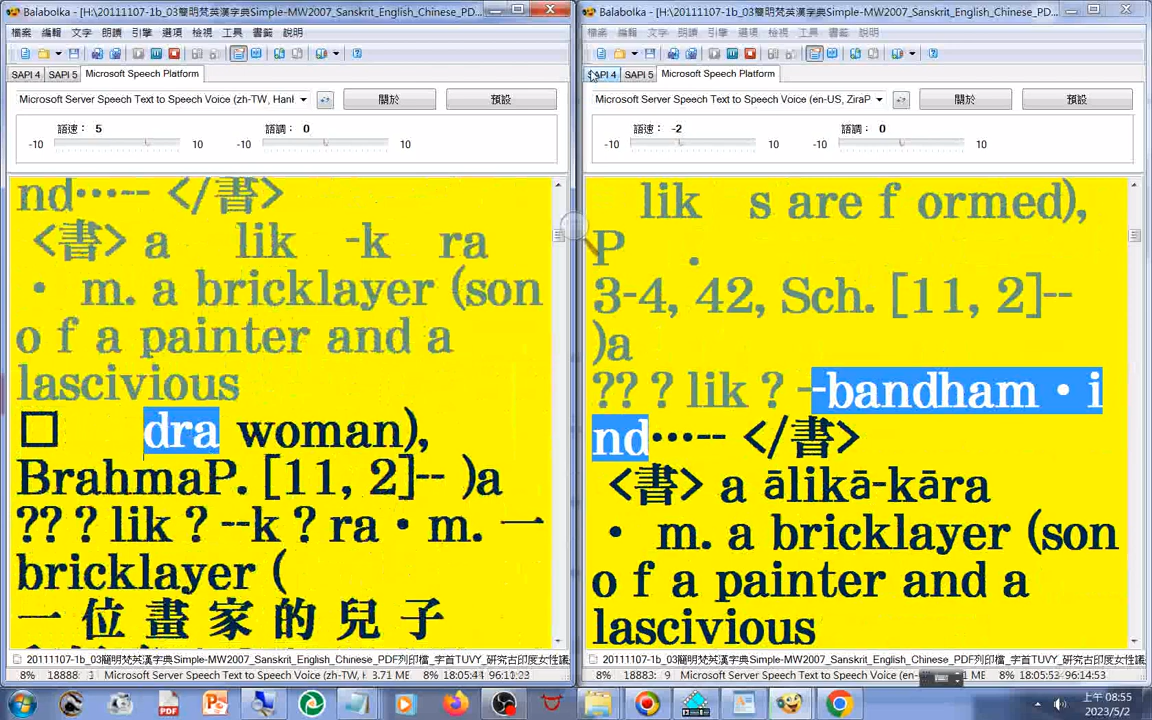 Balabolka - [H:\20111107-1b_03簡明梵英漢字典Simple-MW2007_Sanskrit_English_Chinese_PD...
檔案 編輯 文字 朗讀 引擎 選項 檢視 工具 書籤 說明
SAPI 4 SAPI 5 Microsoft Speech Platform
Microsoft Server Speech Text to Speech Voice (zh-TW, Hanl
關於
預設
語速: 5
語調: 0
-10 10 -10 10
nd⋯-- </書>
<書> a lik -k ra
• m. a bricklayer (son
o f a painter and a
lascivious
□ dra woman),
BrahmaP. [11, 2]-- )a
?? ? lik ? --k ? ra • m. 一
bricklayer (
一 位 畫 家 的 兒 子
20111107-1b_03簡明梵英漢字典Simple-MW2007_Sanskrit_English_Chinese_PDF列印檔_字首TUVY_研究古印度女性議
8% 18888: Microsoft Server Speech Text to Speech Voice (zh-TW, 3.71 ME 8% 18:05:44 96:11:23
Balabolka - [H:\20111107-1b_03簡明梵英漢字典Simple-MW2007_Sanskrit_English_Chinese_PD...
檔案 編輯 文字 朗讀 引擎 選項 檢視 工具 書籤 說明
SAPI 4 SAPI 5 Microsoft Speech Platform
Microsoft Server Speech Text to Speech Voice (en-US, ZiraP
關於
預設
語速: -2
語調: 0
-10 10 -10 10
lik s are f ormed),
P .
3-4, 42, Sch. [11, 2]--
)a
?? ? lik ? --bandham • i
nd⋯-- </書>
<書> a ālikā-kāra
• m. a bricklayer (son
o f a painter and a
lascivious
20111107-1b_03簡明梵英漢字典Simple-MW2007_Sanskrit_English_Chinese_PDF列印檔_字首TUVY_研究古印度女性議
8% 18883: 9 Microsoft Server Speech Text to Speech Voice (en-US, 8% 18:05:53 96:14:53
上午 08:55
2023/5/2